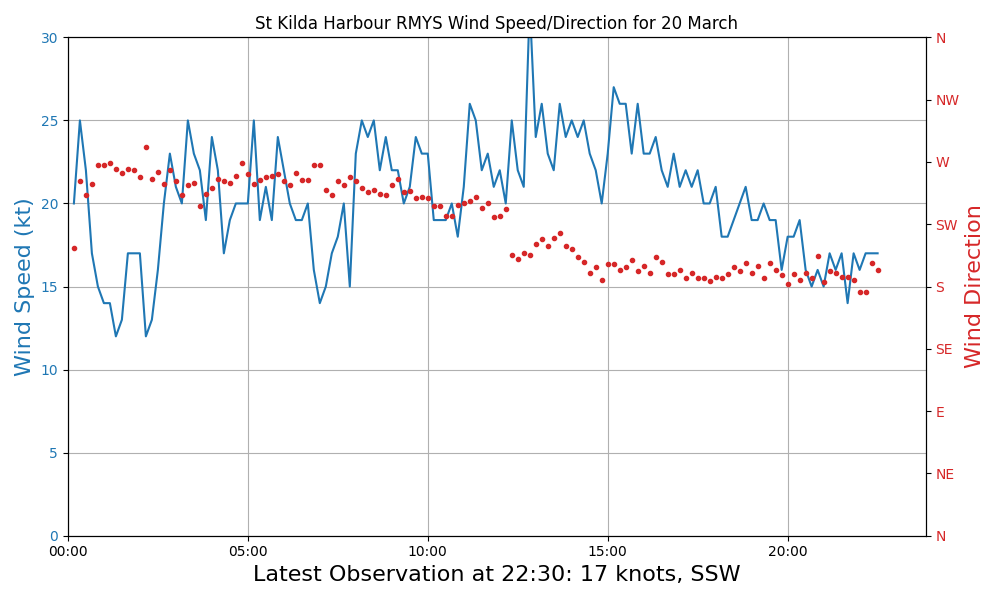 St Kilda Harbour RMYS Wind Speed/Direction for 20 March
30
25
20
15
10
5
0
Wind Speed (kt)
N
NW
W
SW
S
SE
E
NE
N
Wind Direction
00:00 05:00 10:00 15:00 20:00
Latest Observation at 22:30: 17 knots, SSW